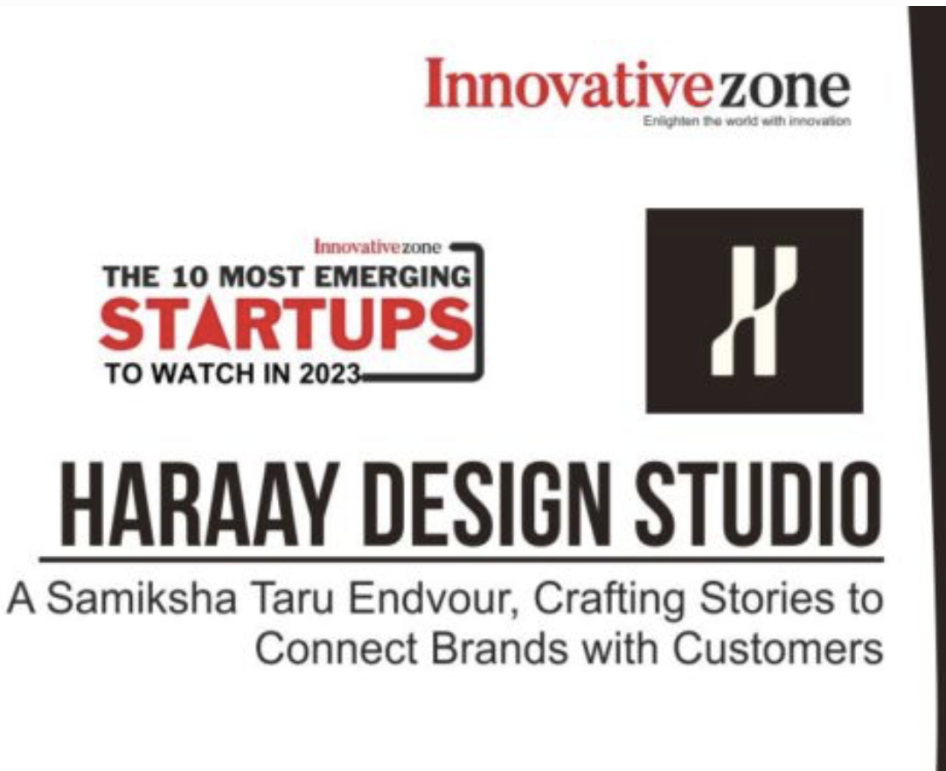 Innovativezone
Enlighten the world with innovation
Innovativezone
THE 10 MOST EMERGING
STARTUPS
TO WATCH IN 2023
H
HARAAY DESIGN STUDIO
A Samiksha Taru Endvour, Crafting Stories to
Connect Brands with Customers